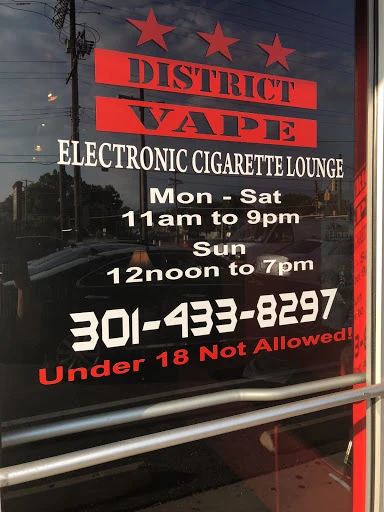 DISTRICT
VAPE
ELECTRONIC CIGARETTE LOUNGE
Mon - Sat
11am to 9pm
Sun
12noon to 7pm
301-433-8297
Under 18 Not Allowed!